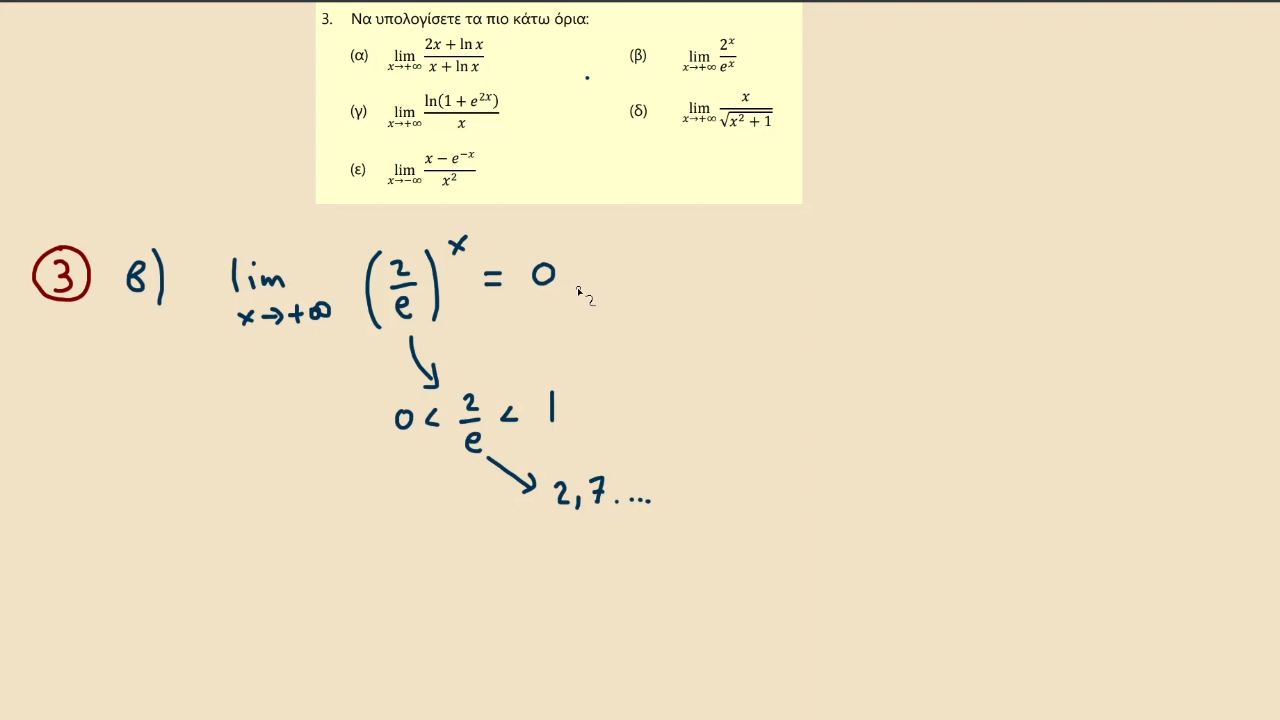 3. Να υπολογίσετε τα πιο κάτω όρια:
(α) lim x→+∞ (2x + ln x)/(x + ln x) (β) lim x→+∞ 2^x/e^x
(γ) lim x→+∞ ln(1 + e^{2x})/x (δ) lim x→+∞ x/√(x² + 1)
(ε) lim x→−∞ (x − e^{−x})/x²
③ β) lim x→+∞ (2/e)^x = 0
0 < 2/e < 1
2,7....